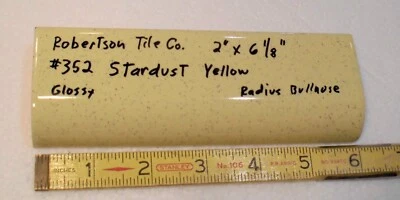 Robertson Tile Co. 2" x 6 1/8"
#352 Stardust Yellow
Glossy Radius Bullnose
1 2 STANLEY 3 No. 106 4 5 6